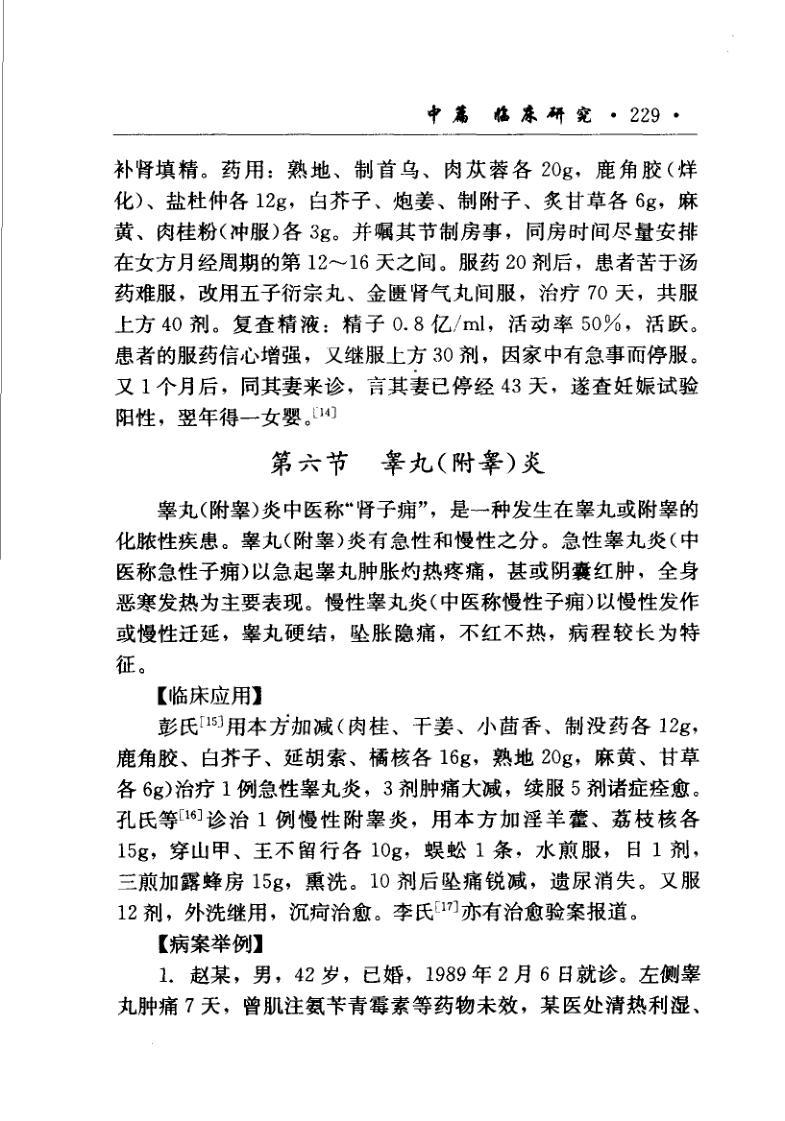 中篇 临床研究 · 229 ·
补肾填精。药用：熟地、制首乌、肉苁蓉各 20g，鹿角胶(烊
化)、盐杜仲各 12g，白芥子、炮姜、制附子、炙甘草各 6g，麻
黄、肉桂粉(冲服)各 3g。并嘱其节制房事，同房时间尽量安排
在女方月经周期的第 12～16 天之间。服药 20 剂后，患者苦于汤
药难服，改用五子衍宗丸、金匮肾气丸间服，治疗 70 天，共服
上方 40 剂。复查精液：精子 0.8 亿/ml，活动率 50%，活跃。
患者的服药信心增强，又继服上方 30 剂，因家中有急事而停服。
又 1 个月后，同其妻来诊，言其妻已停经 43 天，遂查妊娠试验
阳性，翌年得一女婴。[14]
第六节 睾丸(附睾)炎
睾丸(附睾)炎中医称“肾子痈”，是一种发生在睾丸或附睾的
化脓性疾患。睾丸(附睾)炎有急性和慢性之分。急性睾丸炎(中
医称急性子痈)以急起睾丸肿胀灼热疼痛，甚或阴囊红肿，全身
恶寒发热为主要表现。慢性睾丸炎(中医称慢性子痈)以慢性发作
或慢性迁延，睾丸硬结，坠胀隐痛，不红不热，病程较长为特
征。
【临床应用】
彭氏[15]用本方加减(肉桂、干姜、小茴香、制没药各 12g，
鹿角胶、白芥子、延胡索、橘核各 16g，熟地 20g，麻黄、甘草
各 6g)治疗 1 例急性睾丸炎，3 剂肿痛大减，续服 5 剂诸症痊愈。
孔氏等[16]诊治 1 例慢性附睾炎，用本方加淫羊藿、荔枝核各
15g，穿山甲、王不留行各 10g，蜈蚣 1 条，水煎服，日 1 剂，
三煎加露蜂房 15g，熏洗。10 剂后坠痛锐减，遗尿消失。又服
12 剂，外洗继用，沉疴治愈。李氏[17]亦有治愈验案报道。
【病案举例】
1. 赵某，男，42 岁，已婚，1989 年 2 月 6 日就诊。左侧睾
丸肿痛 7 天，曾肌注氨苄青霉素等药物未效，某医处清热利湿、